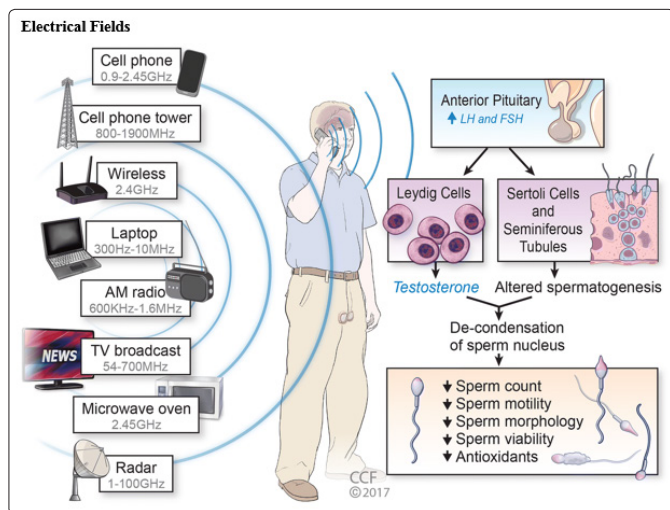 Electrical Fields
Cell phone
0.9-2.45GHz
Cell phone tower
800-1900MHz
Wireless
2.4GHz
Laptop
300Hz-10MHz
AM radio
600KHz-1.6MHz
NEWS
TV broadcast
54-700MHz
Microwave oven
2.45GHz
Radar
1-100GHz
CCF
©2017
Anterior Pituitary
LH and FSH
Leydig Cells
Sertoli Cells
and
Seminiferous
Tubules
Testosterone
Altered spermatogenesis
De-condensation
of sperm nucleus
Sperm count
Sperm motility
Sperm morphology
Sperm viability
Antioxidants